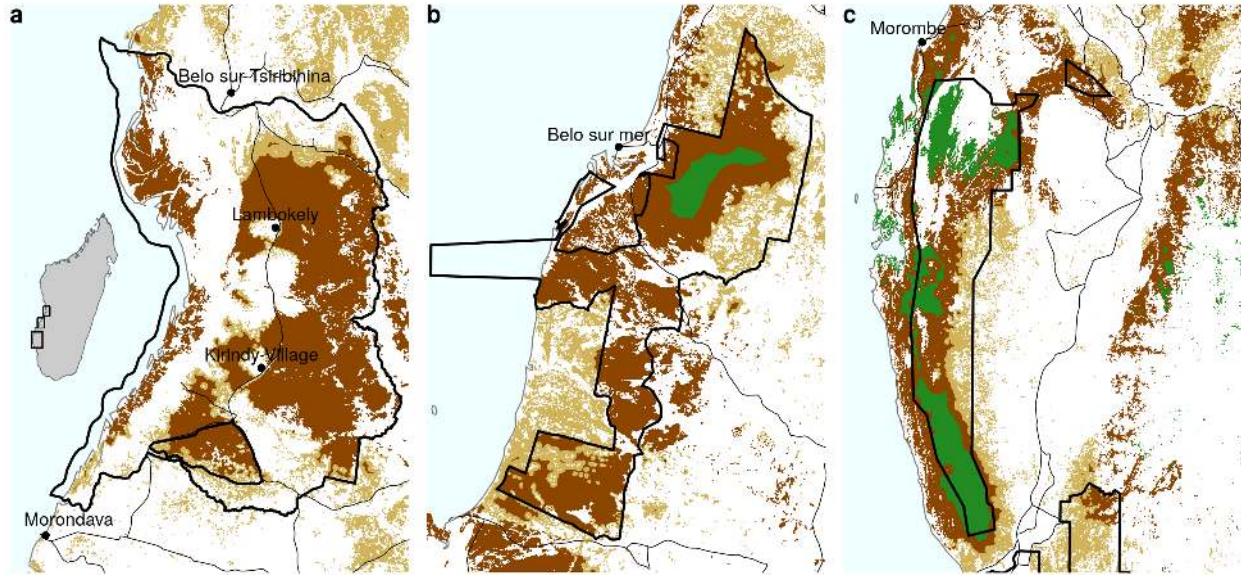 a
Belo sur Tsiribihina
Lambokely
Kirindy Village
Morondava
b
Belo sur mer
c
Morombe